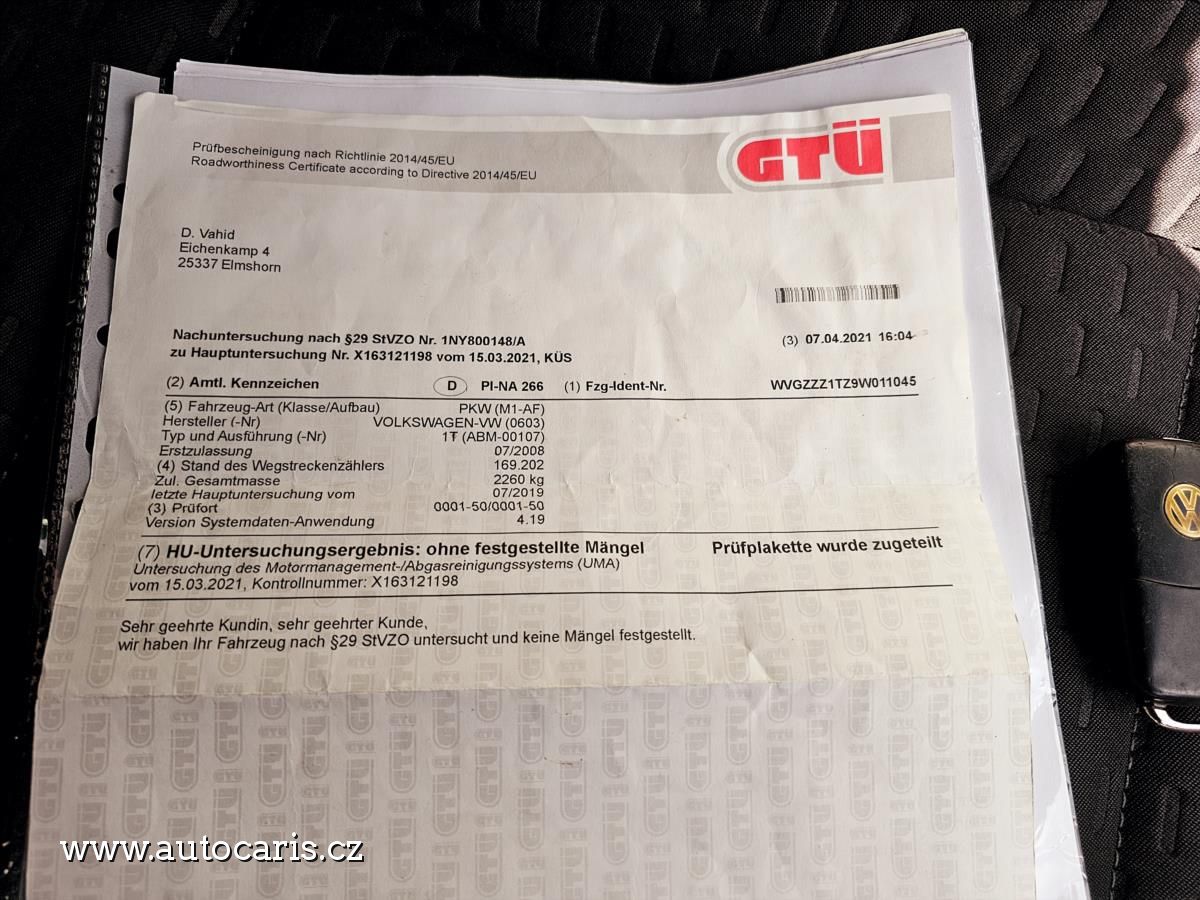 GTÜ
Prüfbescheinigung nach Richtlinie 2014/45/EU
Roadworthiness Certificate according to Directive 2014/45/EU
D. Vahid
Eichenkamp 4
25337 Elmshorn
Nachuntersuchung nach §29 StVZO Nr. 1NY800148/A (3) 07.04.2021 16:04
zu Hauptuntersuchung Nr. X163121198 vom 15.03.2021, KÜS
(2) Amtl. Kennzeichen D PI-NA 266 (1) Fzg-Ident-Nr. WVGZZZ1TZ9W011045
(5) Fahrzeug-Art (Klasse/Aufbau) PKW (M1-AF)
Hersteller (-Nr) VOLKSWAGEN-VW (0603)
Typ und Ausführung (-Nr) 1T (ABM-00107)
Erstzulassung 07/2008
(4) Stand des Wegstreckenzählers 169.202
Zul. Gesamtmasse 2260 kg
letzte Hauptuntersuchung vom 07/2019
(3) Prüfort 0001-50/0001-50
Version Systemdaten-Anwendung 4.19
(7) HU-Untersuchungsergebnis: ohne festgestellte Mängel Prüfplakette wurde zugeteilt
Untersuchung des Motormanagement-/Abgasreinigungssystems (UMA)
vom 15.03.2021, Kontrollnummer: X163121198
Sehr geehrte Kundin, sehr geehrter Kunde,
wir haben Ihr Fahrzeug nach §29 StVZO untersucht und keine Mängel festgestellt.
www.autocaris.cz